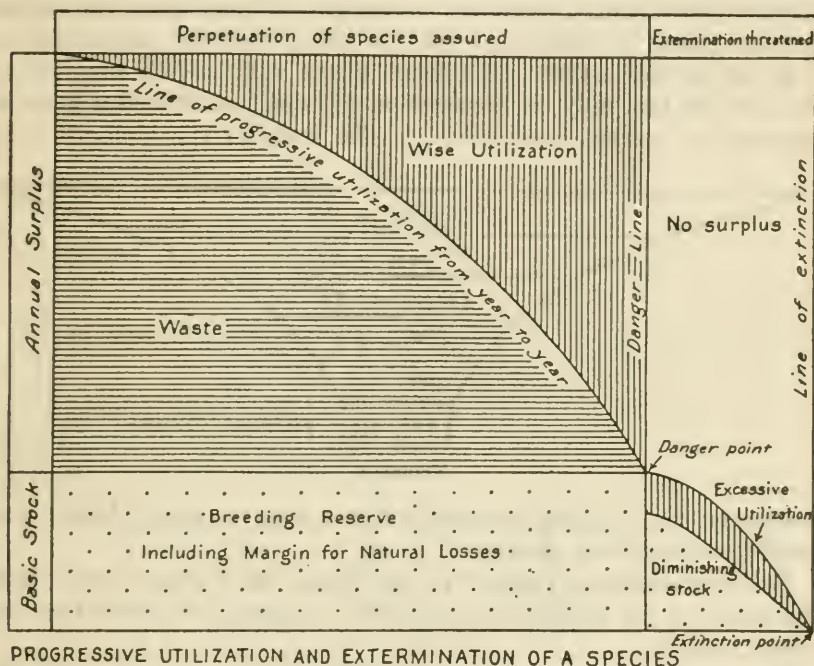 Perpetuation of species assured
Extermination threatened
Annual Surplus
Line of progressive utilization from year to year
Wise Utilization
Waste
Danger Line
No surplus
Line of extinction
Danger point
Basic Stock
Breeding Reserve
Including Margin for Natural Losses
Excessive
Utilization
Diminishing
stock
Extinction point
PROGRESSIVE UTILIZATION AND EXTERMINATION OF A SPECIES